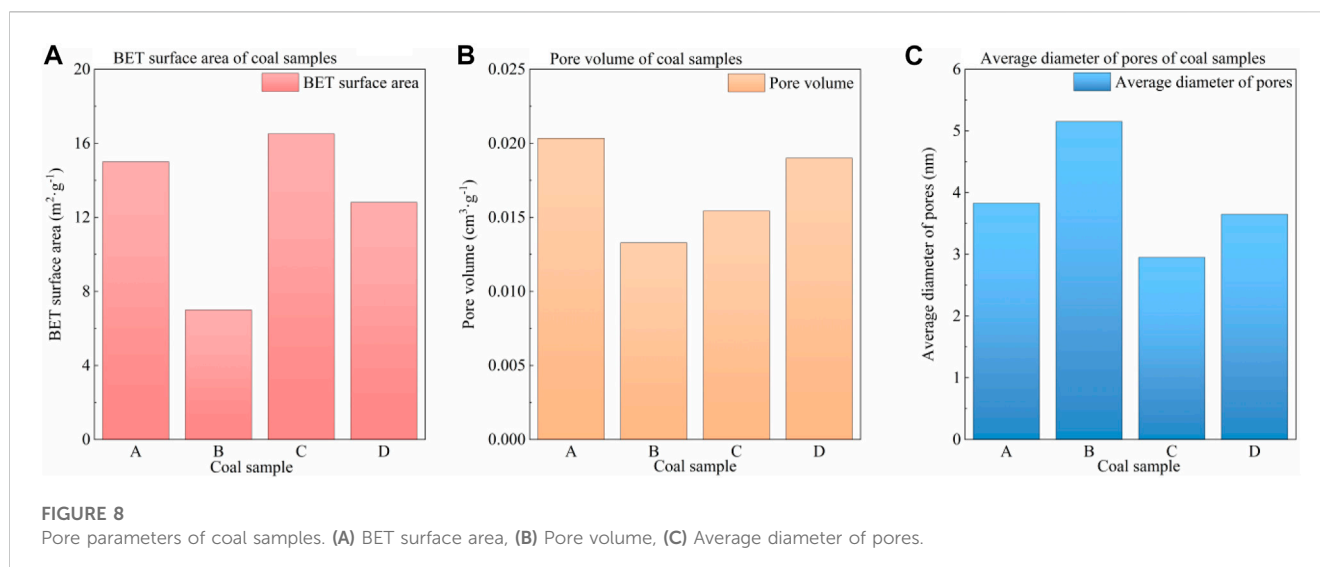 A
BET surface area of coal samples
BET surface area
20
16
12
8
4
0
BET surface area (m²·g⁻¹)
A B C D
Coal sample
B
Pore volume of coal samples
Pore volume
0.025
0.020
0.015
0.010
0.005
0.000
Pore volume (cm³·g⁻¹)
A B C D
Coal sample
C
Average diameter of pores of coal samples
Average diameter of pores
6
5
4
3
2
1
0
Average diameter of pores (nm)
A B C D
Coal sample
FIGURE 8
Pore parameters of coal samples. (A) BET surface area, (B) Pore volume, (C) Average diameter of pores.